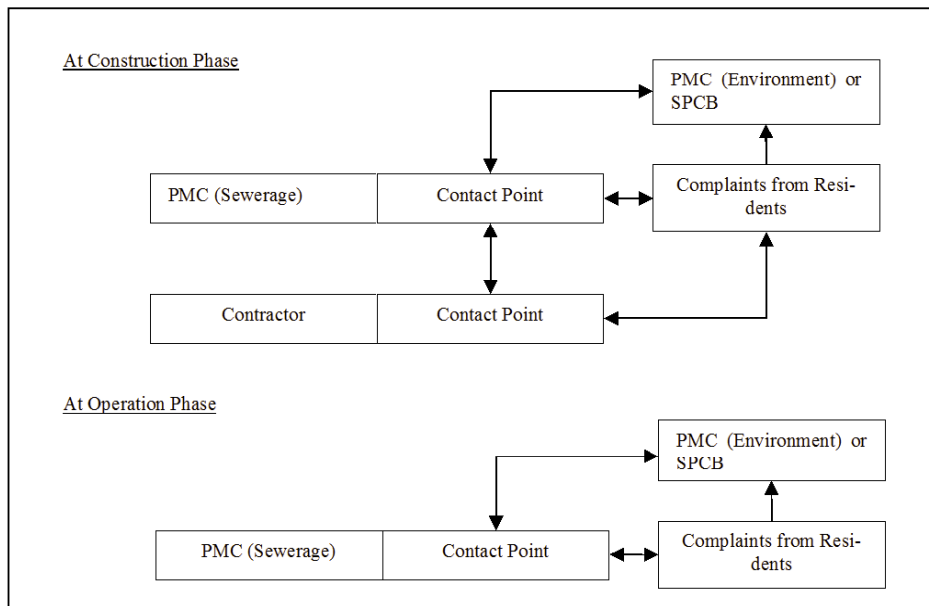 At Construction Phase
PMC (Environment) or
SPCB
PMC (Sewerage)
Contact Point
Complaints from Resi-
dents
Contractor
Contact Point
At Operation Phase
PMC (Environment) or
SPCB
PMC (Sewerage)
Contact Point
Complaints from Resi-
dents